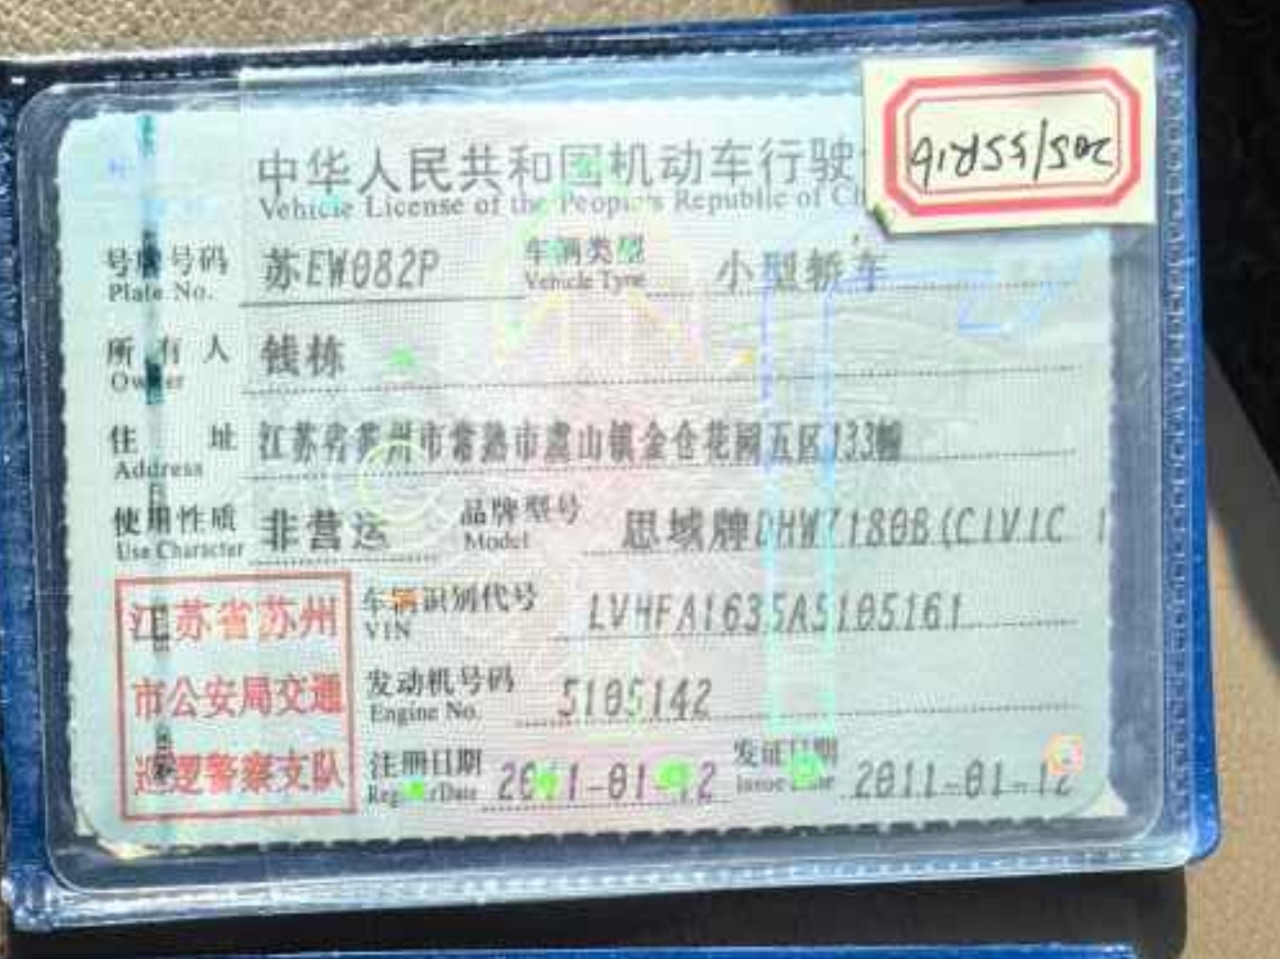 中华人民共和国机动车行驶
Vehicle License of the People's Republic of C
205/55R16
号牌号码 苏EW082P 车辆类型 小型轿车
Plate No. Vehicle Type
所有人 钱栋
Owner
住址 江苏省苏州市常熟市虞山镇金仓花园五区133幢
Address
使用性质 非营运 品牌型号 思域牌DHW7180B(CIVIC 1
Use Character Model
江苏省苏州
市公安局交通
巡逻警察支队
车辆识别代号 LVHFA1635A5105161
VIN
发动机号码 5105142
Engine No.
注册日期 2011-01-12 发证日期 2011-01-12
Register Date Issue Date